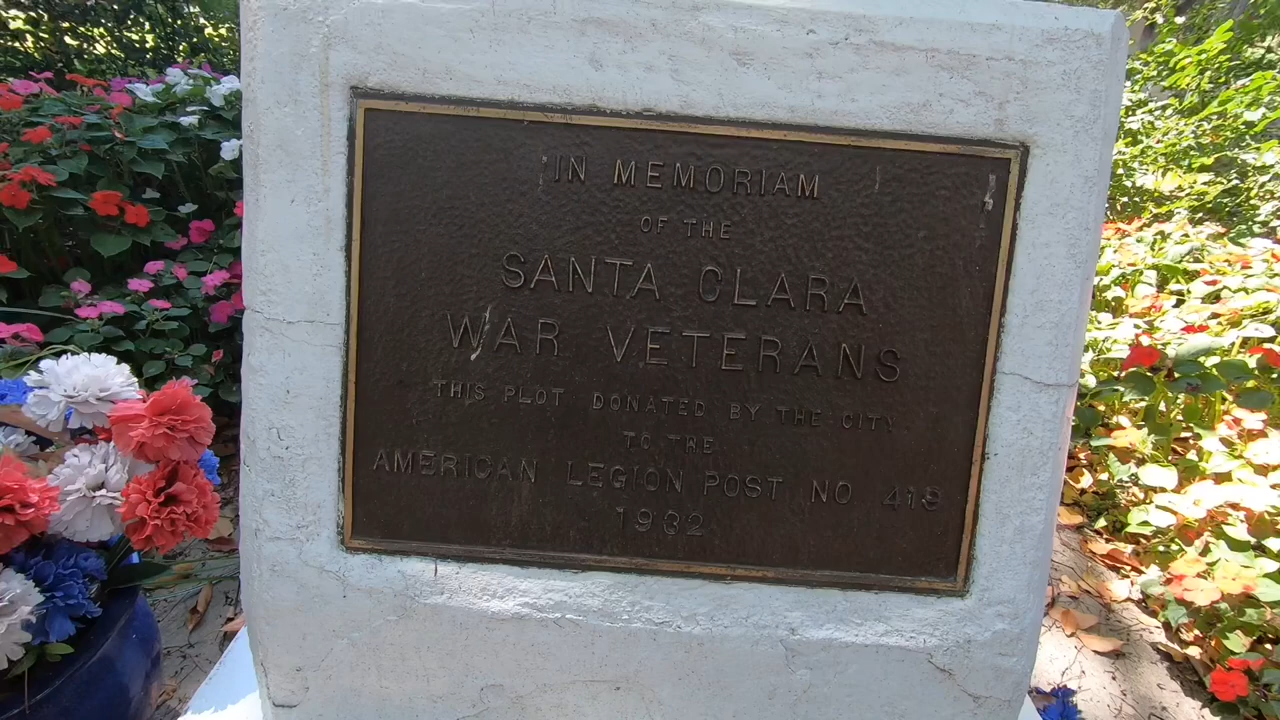 IN MEMORIAM
OF THE
SANTA CLARA
WAR VETERANS
THIS PLOT DONATED BY THE CITY
TO THE
AMERICAN LEGION POST NO 419
1932